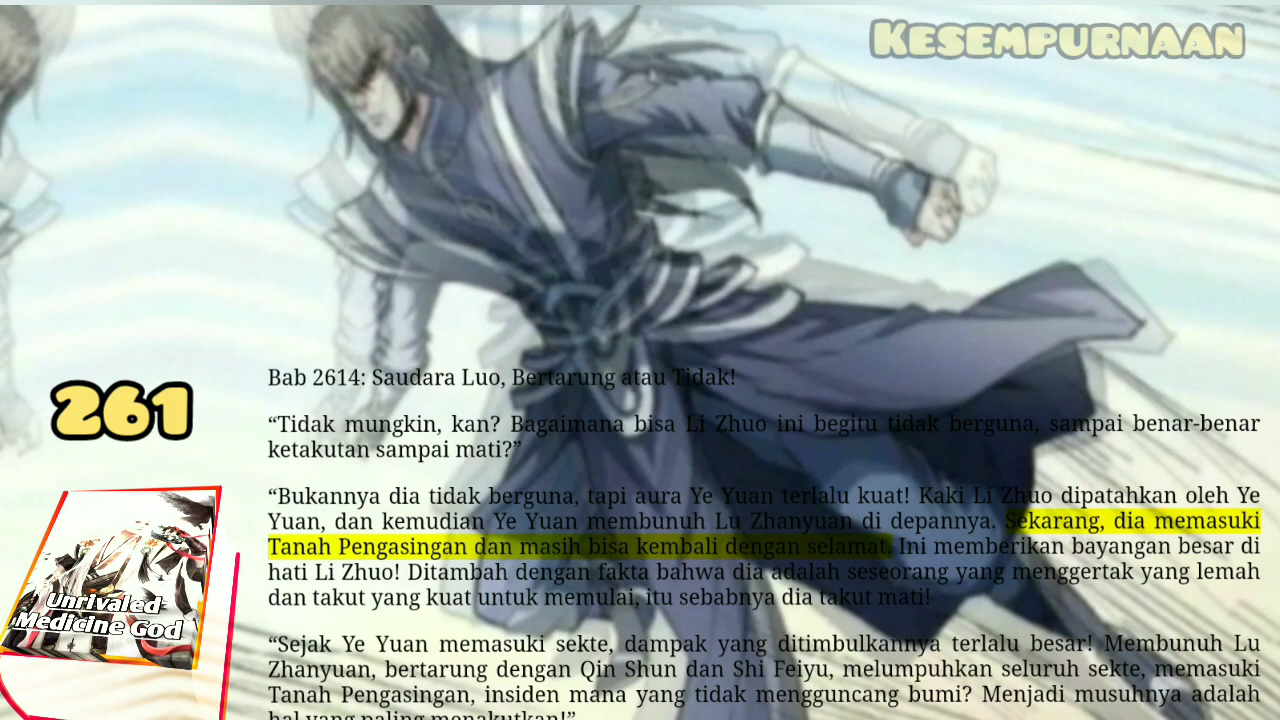 Kesempurnaan
Bab 2614: Saudara Luo, Bertarung atau Tidak!
261
“Tidak mungkin, kan? Bagaimana bisa Li Zhuo ini begitu tidak berguna, sampai benar-benar
ketakutan sampai mati?”
“Bukannya dia tidak berguna, tapi aura Ye Yuan terlalu kuat! Kaki Li Zhuo dipatahkan oleh Ye
Yuan, dan kemudian Ye Yuan membunuh Lu Zhanyuan di depannya. Sekarang, dia memasuki
Tanah Pengasingan dan masih bisa kembali dengan selamat. Ini memberikan bayangan besar di
hati Li Zhuo! Ditambah dengan fakta bahwa dia adalah seseorang yang menggertak yang lemah
dan takut yang kuat untuk memulai, itu sebabnya dia takut mati!
Unrivaled
Medicine God
“Sejak Ye Yuan memasuki sekte, dampak yang ditimbulkannya terlalu besar! Membunuh Lu
Zhanyuan, bertarung dengan Qin Shun dan Shi Feiyu, melumpuhkan seluruh sekte, memasuki
Tanah Pengasingan, insiden mana yang tidak mengguncang bumi? Menjadi musuhnya adalah
hal yang paling menakutkan!”